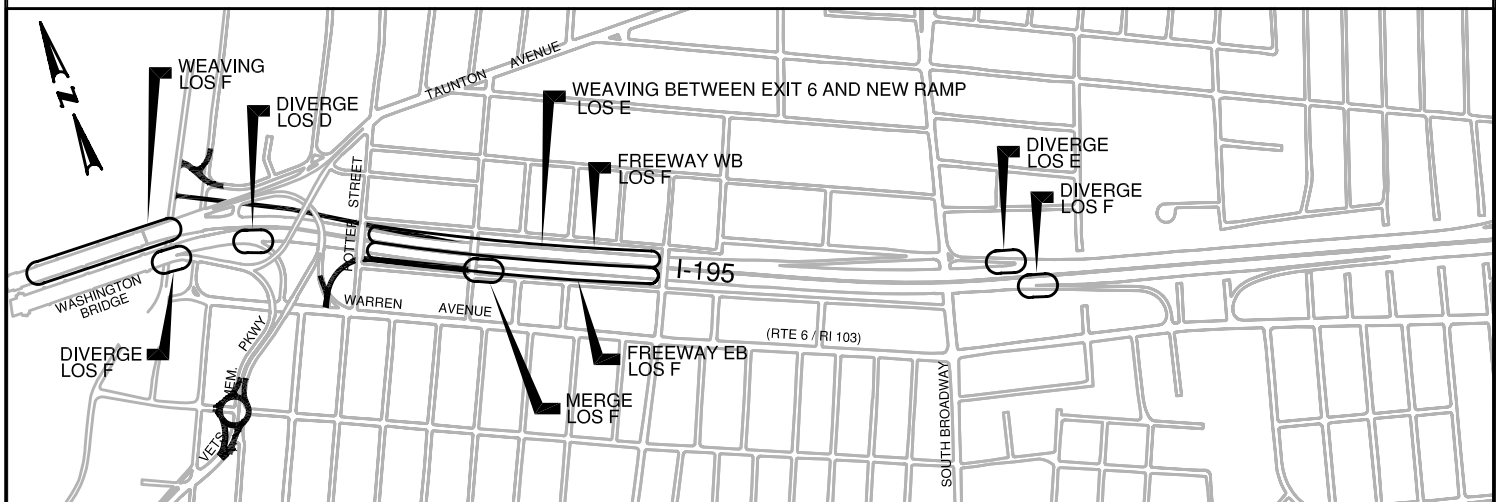 WEAVING
LOS F
DIVERGE
LOS D
TAUNTON AVENUE
WEAVING BETWEEN EXIT 6 AND NEW RAMP
LOS E
FREEWAY WB
LOS F
DIVERGE
LOS E
DIVERGE
LOS F
N
POTTER STREET
I-195
WASHINGTON
BRIDGE
WARREN AVENUE
(RTE 6 / RI 103)
DIVERGE
LOS F
FREEWAY EB
LOS F
MERGE
LOS F
VETS MEM. PKWY
SOUTH BROADWAY